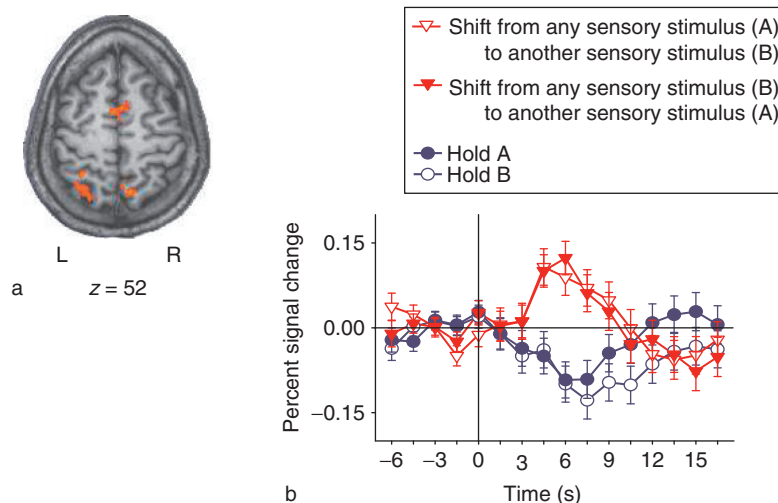 Shift from any sensory stimulus (A)
to another sensory stimulus (B)
Shift from any sensory stimulus (B)
to another sensory stimulus (A)
Hold A
Hold B
L R
a z = 52
0.15
0.00
−0.15
Percent signal change
−6 −3 0 3 6 9 12 15
b Time (s)